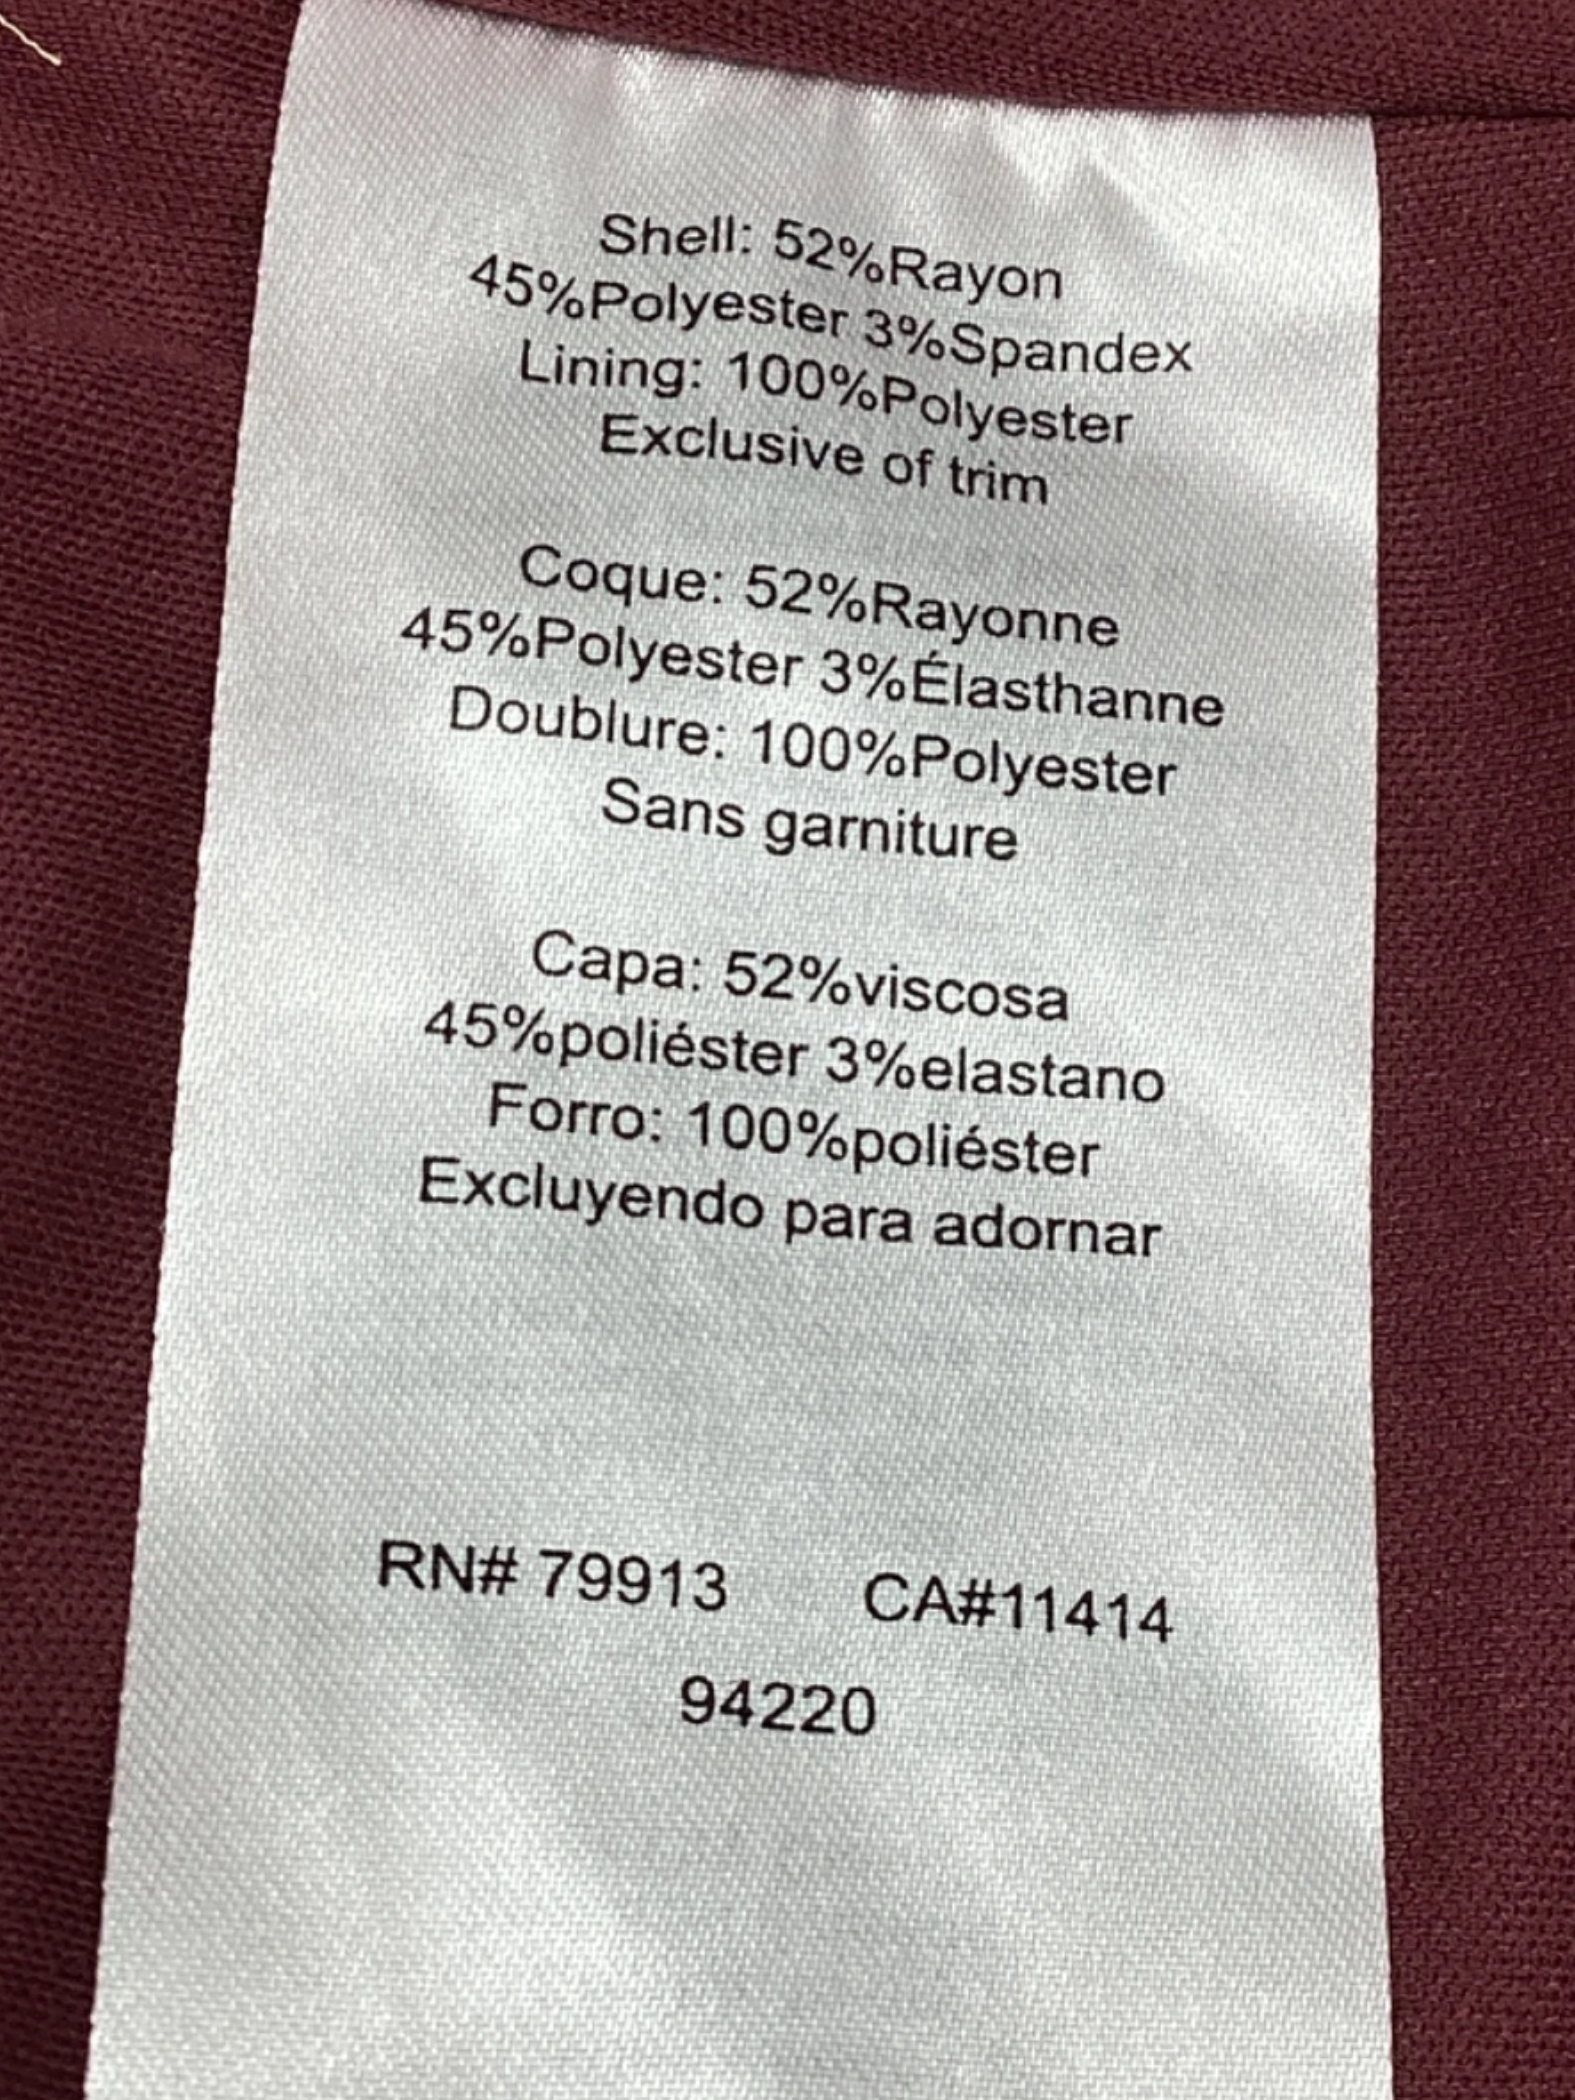 Shell: 52%Rayon
45%Polyester 3%Spandex
Lining: 100%Polyester
Exclusive of trim
Coque: 52%Rayonne
45%Polyester 3%Élasthanne
Doublure: 100%Polyester
Sans garniture
Capa: 52%viscosa
45%poliéster 3%elastano
Forro: 100%poliéster
Excluyendo para adornar
RN# 79913 CA#11414
94220